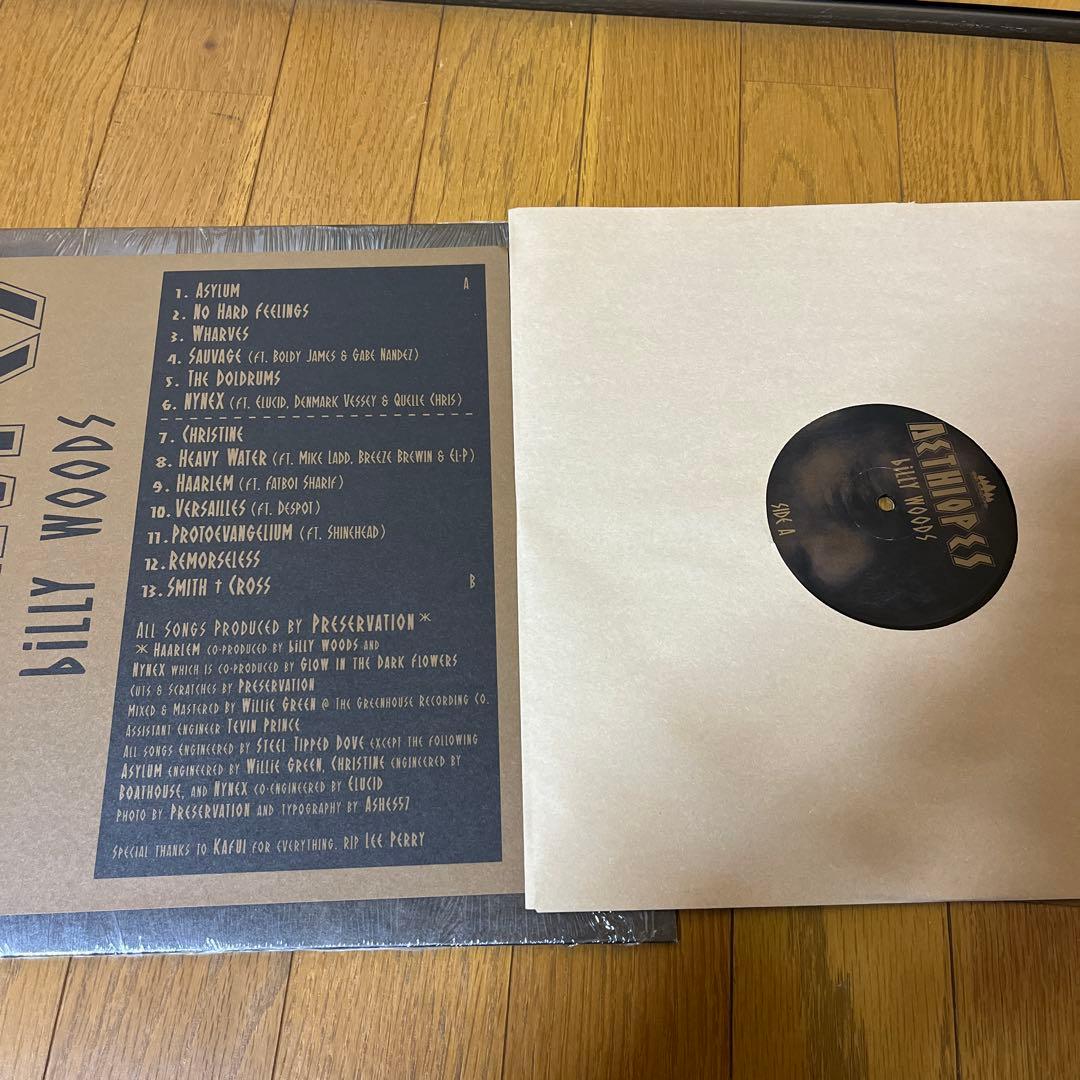 billy woods
A
1. Asylum
2. No Hard Feelings
3. Wharves
4. Sauvage (ft. Boldy James & Gabe Nandez)
5. The Doldrums
6. NYNEX (ft. Elucid, Denmark Vessey & Quelle Chris)
7. Christine
8. Heavy Water (ft. Mike Ladd, Breeze Brewin & El-P)
9. Haarlem (ft. Fatboi Sharif)
10. Versailles (ft. Despot)
11. Protoevangelium (ft. Shinehead)
12. Remorseless
13. Smith † Cross
B
All Songs Produced by Preservation *
* Haarlem co-produced by billy woods and
NYNEX which is co-produced by Glow in the Dark Flowers
Cuts & Scratches by Preservation
Mixed & Mastered by Willie Green @ The Greenhouse Recording Co.
Assistant Engineer Tevin Prince
All songs engineered by Steel Tipped Dove except the following
Asylum engineered by Willie Green, Christine engineered by
Boathouse, and NYNEX co-engineered by Elucid
Photo by Preservation and typography by Ashes57
Special thanks to Kafui for everything. RIP Lee Perry
AETHIOPES
billy woods
SIDE A